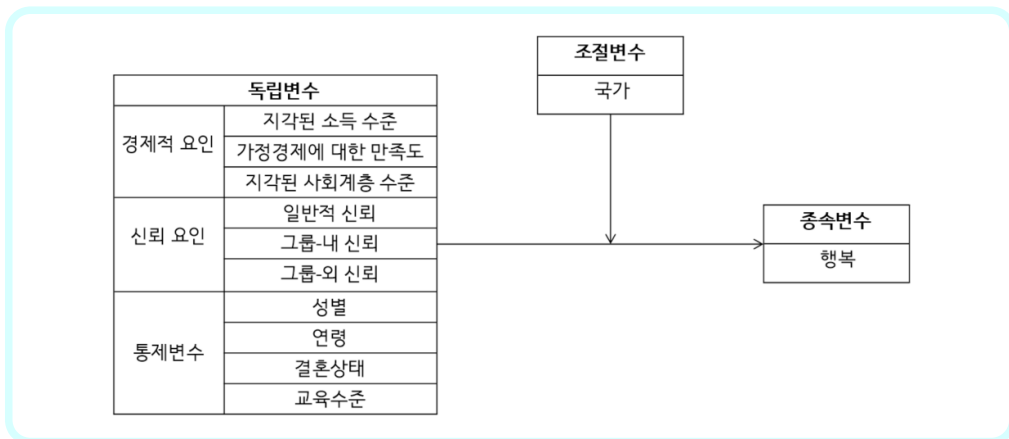 조절변수
국가
독립변수
경제적 요인
지각된 소득 수준
가정경제에 대한 만족도
지각된 사회계층 수준
신뢰 요인
일반적 신뢰
그룹-내 신뢰
그룹-외 신뢰
통제변수
성별
연령
결혼상태
교육수준
종속변수
행복